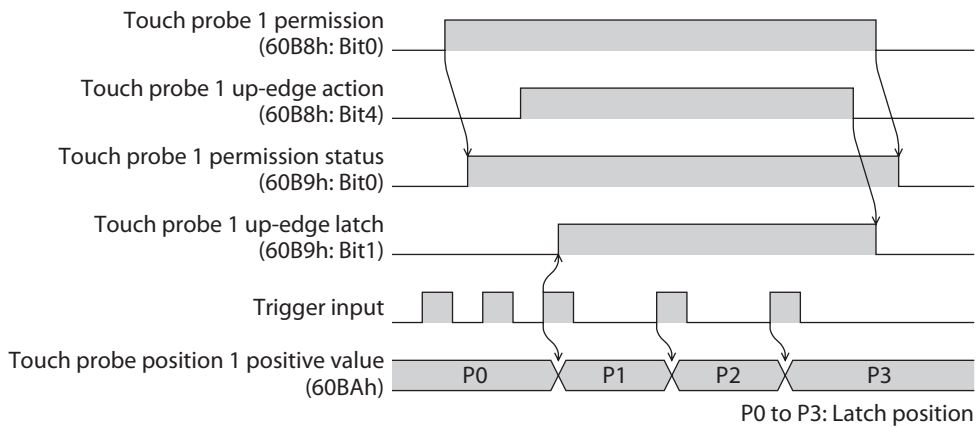 Touch probe 1 permission
(60B8h: Bit0)
Touch probe 1 up-edge action
(60B8h: Bit4)
Touch probe 1 permission status
(60B9h: Bit0)
Touch probe 1 up-edge latch
(60B9h: Bit1)
Trigger input
Touch probe position 1 positive value
(60BAh)
P0 P1 P2 P3
P0 to P3: Latch position